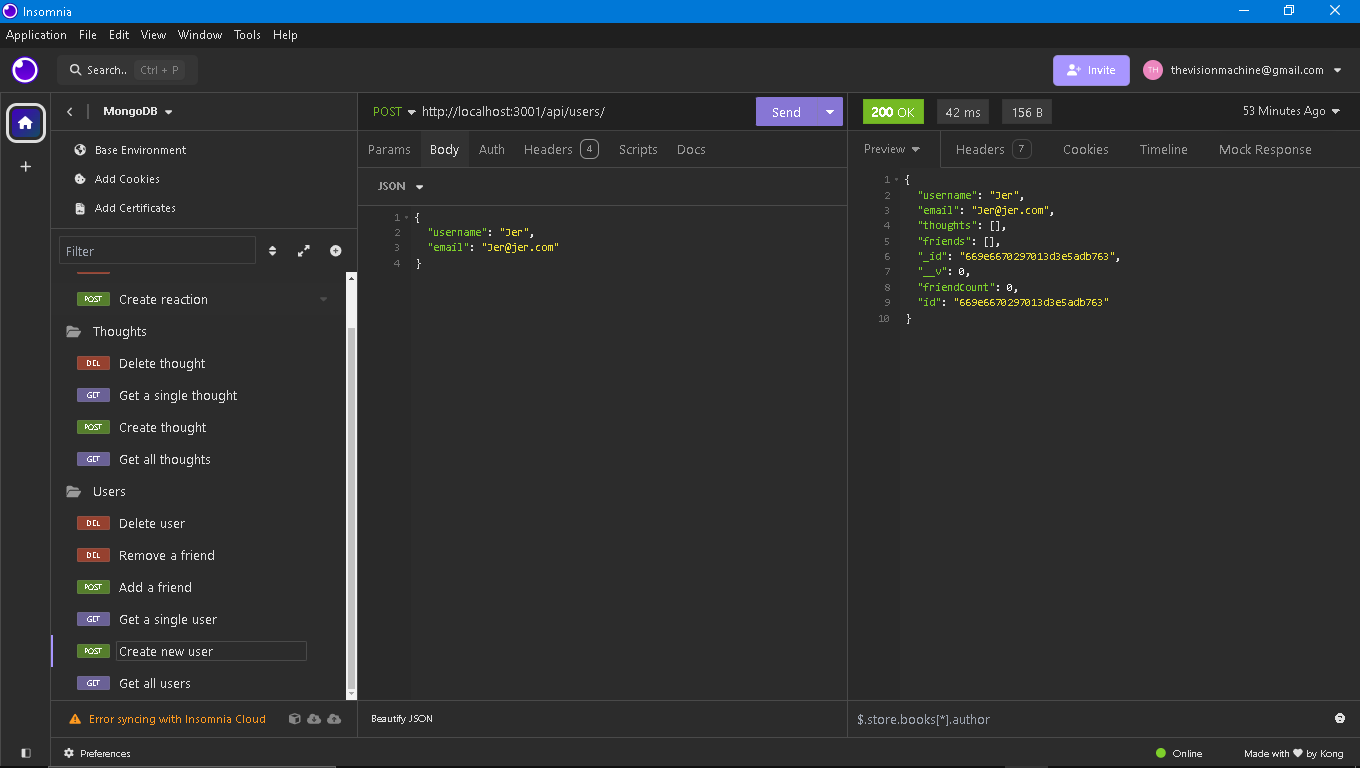 Insomnia
Application File Edit View Window Tools Help
Search.. Ctrl + P
Invite
TH thevisionmachine@gmail.com
MongoDB
Base Environment
Add Cookies
Add Certificates
Filter
POST Create reaction
Thoughts
DEL Delete thought
GET Get a single thought
POST Create thought
GET Get all thoughts
Users
DEL Delete user
DEL Remove a friend
POST Add a friend
GET Get a single user
POST Create new user
GET Get all users
Error syncing with Insomnia Cloud
POST http://localhost:3001/api/users/ Send
Params Body Auth Headers 4 Scripts Docs
JSON
1 {
2 "username": "Jer",
3 "email": "Jer@jer.com"
4 }
Beautify JSON
200 OK 42 ms 156 B 53 Minutes Ago
Preview Headers 7 Cookies Timeline Mock Response
1 {
2 "username": "Jer",
3 "email": "Jer@jer.com",
4 "thoughts": [],
5 "friends": [],
6 "_id": "669e6670297013d3e5adb763",
7 "__v": 0,
8 "friendCount": 0,
9 "id": "669e6670297013d3e5adb763"
10 }
$.store.books[*].author
Preferences
Online
Made with ♥ by Kong